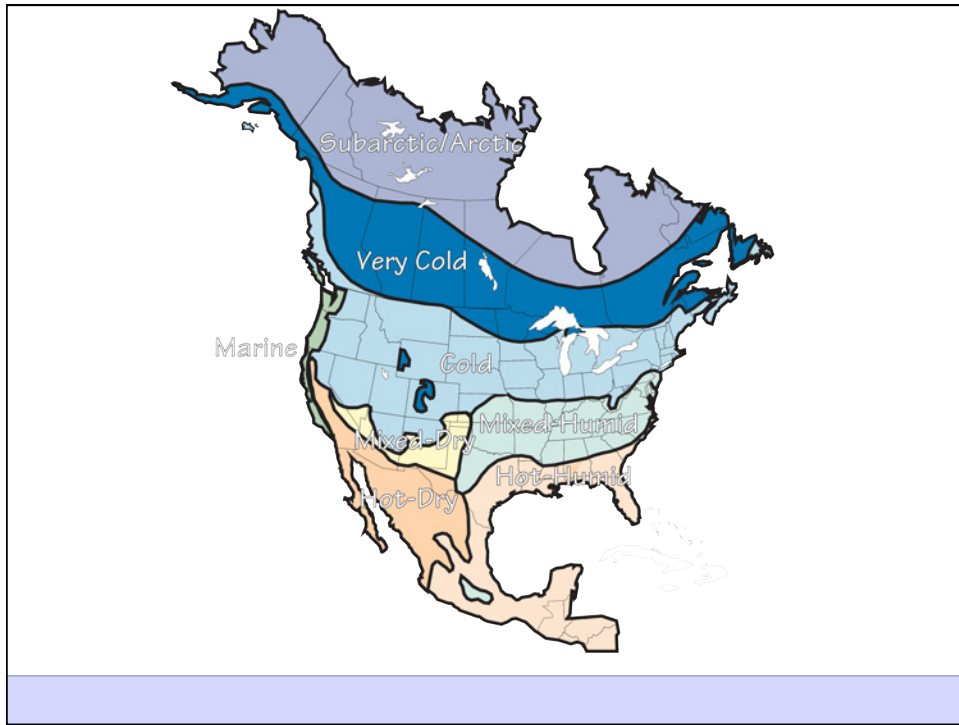 Subarctic/Arctic
Very Cold
Marine
Cold
Mixed-Humid
Mixed-Dry
Hot-Humid
Hot-Dry